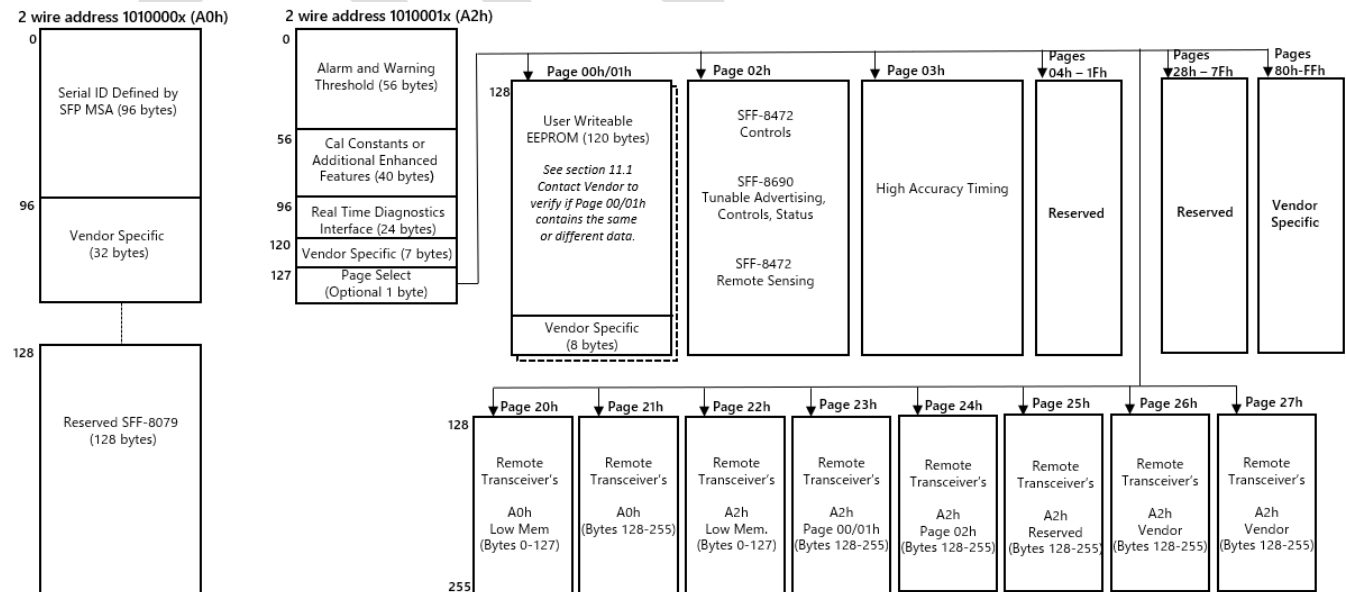 2 wire address 1010000x (A0h)
0
Serial ID Defined by
SFP MSA (96 bytes)
96
Vendor Specific
(32 bytes)
128
Reserved SFF-8079
(128 bytes)
2 wire address 1010001x (A2h)
0
Alarm and Warning
Threshold (56 bytes)
56
Cal Constants or
Additional Enhanced
Features (40 bytes)
96
Real Time Diagnostics
Interface (24 bytes)
120
Vendor Specific (7 bytes)
127
Page Select
(Optional 1 byte)
Page 00h/01h
128
User Writeable
EEPROM (120 bytes)
See section 11.1
Contact Vendor to
verify if Page 00/01h
contains the same
or different data.
Vendor Specific
(8 bytes)
Page 02h
SFF-8472
Controls
SFF-8690
Tunable Advertising,
Controls, Status
SFF-8472
Remote Sensing
Page 03h
High Accuracy Timing
Pages
04h – 1Fh
Reserved
Pages
28h – 7Fh
Reserved
Pages
80h-FFh
Vendor
Specific
128
255
Page 20h
Remote
Transceiver's
A0h
Low Mem
(Bytes 0-127)
Page 21h
Remote
Transceiver's
A0h
(Bytes 128-255)
Page 22h
Remote
Transceiver's
A2h
Low Mem.
(Bytes 0-127)
Page 23h
Remote
Transceiver's
A2h
Page 00/01h
(Bytes 128-255)
Page 24h
Remote
Transceiver's
A2h
Page 02h
(Bytes 128-255)
Page 25h
Remote
Transceiver's
A2h
Reserved
(Bytes 128-255)
Page 26h
Remote
Transceiver's
A2h
Vendor
(Bytes 128-255)
Page 27h
Remote
Transceiver's
A2h
Vendor
(Bytes 128-255)